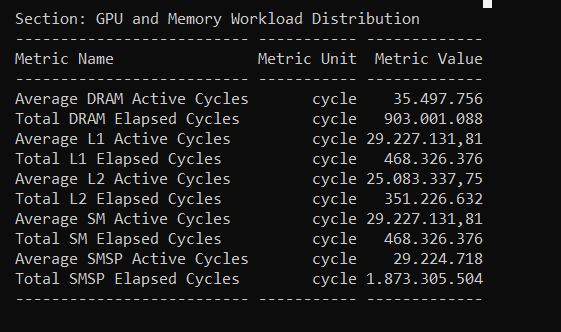 Section: GPU and Memory Workload Distribution
-------------------------- ----------- -------------
Metric Name                Metric Unit  Metric Value
-------------------------- ----------- -------------
Average DRAM Active Cycles       cycle    35.497.756
Total DRAM Elapsed Cycles        cycle   903.001.088
Average L1 Active Cycles         cycle 29.227.131,81
Total L1 Elapsed Cycles          cycle   468.326.376
Average L2 Active Cycles         cycle 25.083.337,75
Total L2 Elapsed Cycles          cycle   351.226.632
Average SM Active Cycles         cycle 29.227.131,81
Total SM Elapsed Cycles          cycle   468.326.376
Average SMSP Active Cycles       cycle    29.224.718
Total SMSP Elapsed Cycles        cycle 1.873.305.504
-------------------------- ----------- -------------